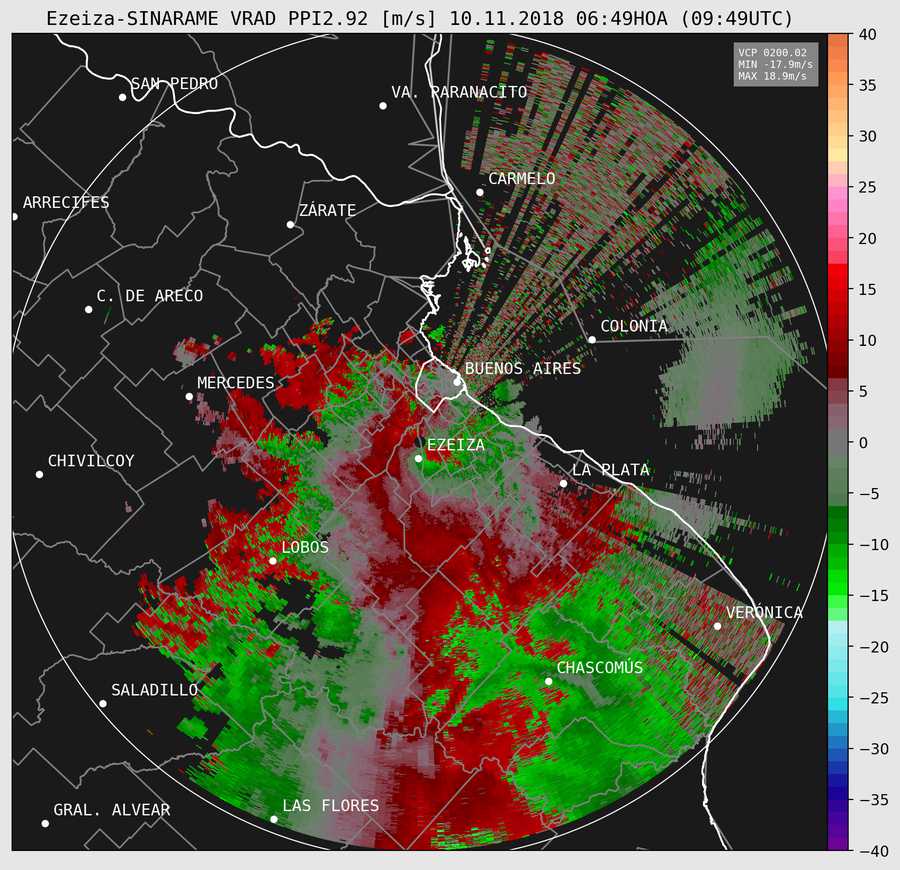 Ezeiza-SINARAME VRAD PPI2.92 [m/s] 10.11.2018 06:49HOA (09:49UTC)
VCP 0200.02
MIN -17.9m/s
MAX 18.9m/s
SAN PEDRO
VA. PARANACITO
CARMELO
ARRECIFES
ZÁRATE
C. DE ARECO
COLONIA
BUENOS AIRES
MERCEDES
EZEIZA
CHIVILCOY
LA PLATA
LOBOS
VERÓNICA
CHASCOMÚS
SALADILLO
LAS FLORES
GRAL. ALVEAR
40
35
30
25
20
15
10
5
0
−5
−10
−15
−20
−25
−30
−35
−40